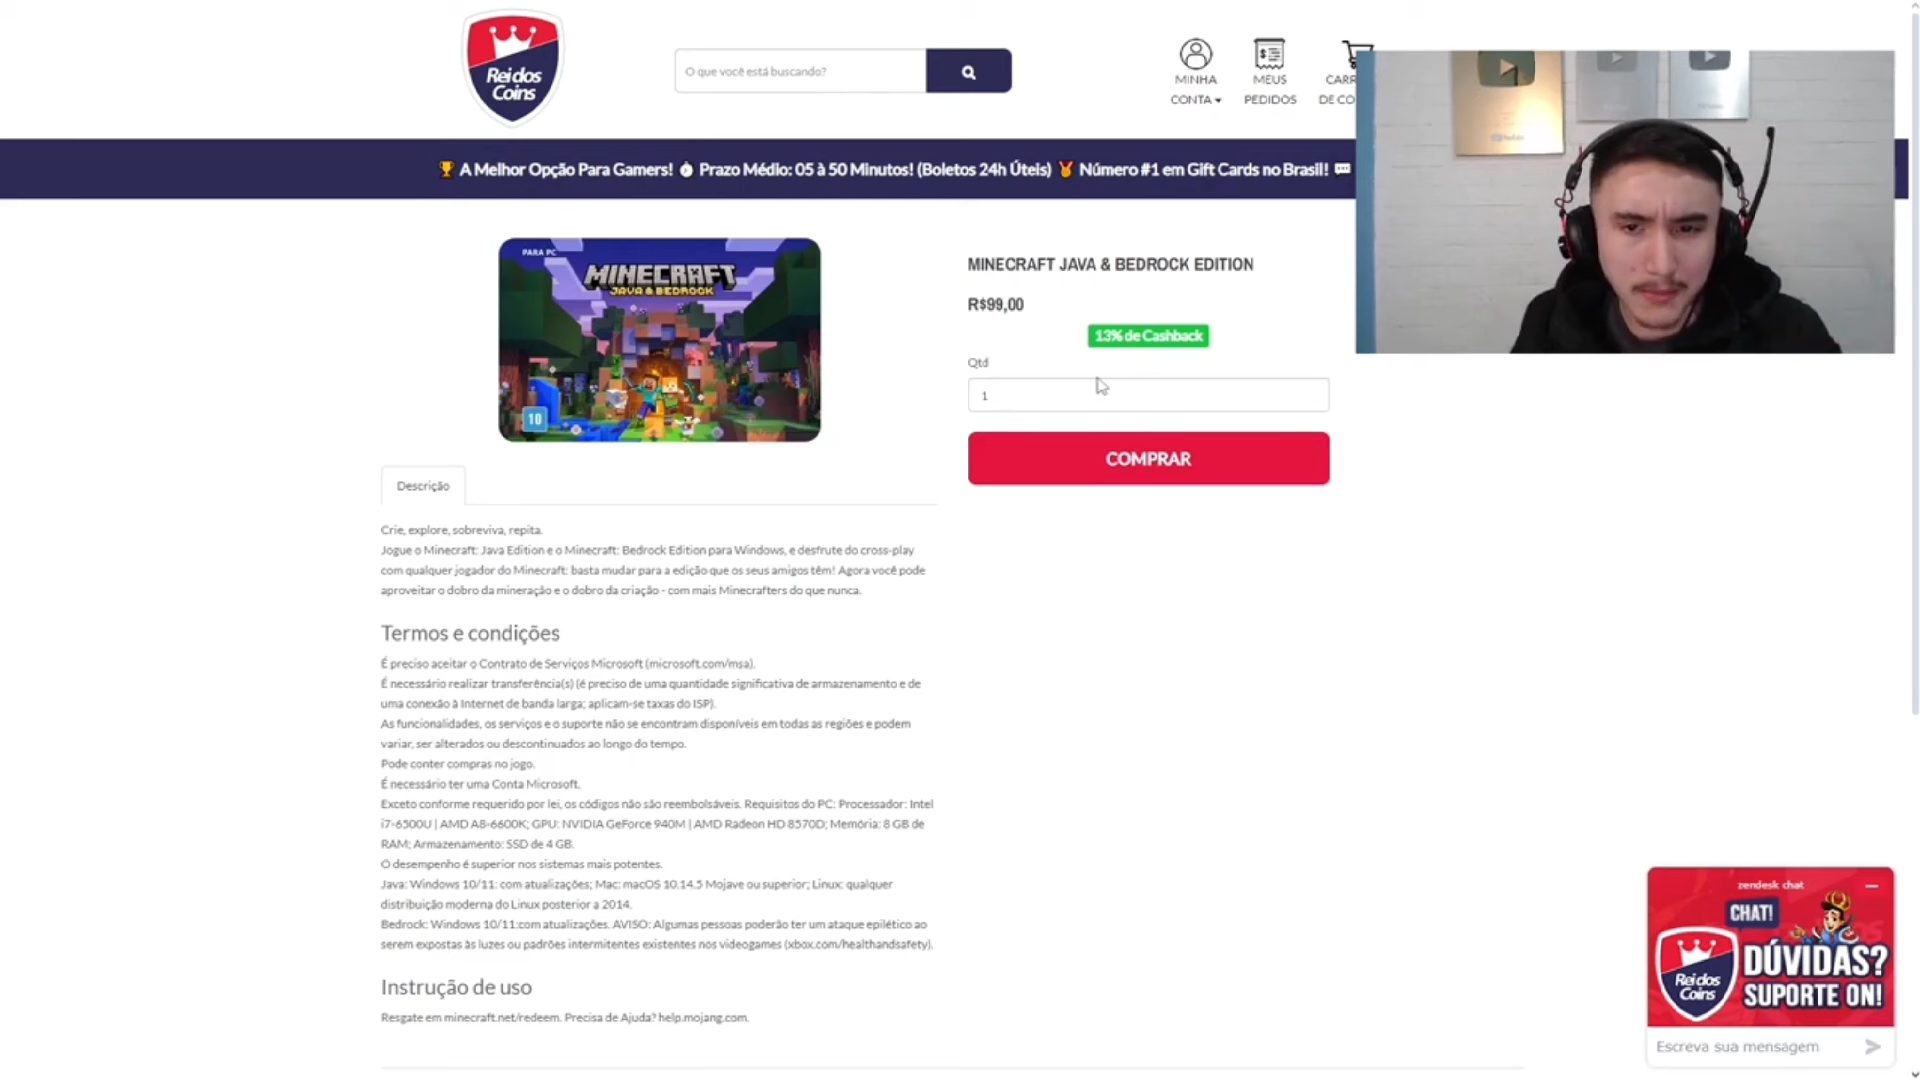 Rei dos
Coins
O que você está buscando?
MINHA
CONTA
MEUS
PEDIDOS
CARR
DE CO
🏆 A Melhor Opção Para Gamers! ⏱ Prazo Médio: 05 à 50 Minutos! (Boletos 24h Úteis) 🏅 Número #1 em Gift Cards no Brasil! 💬
PARA PC
MINECRAFT
JAVA & BEDROCK
10
MINECRAFT JAVA & BEDROCK EDITION
R$99,00
13% de Cashback
Qtd
1
COMPRAR
Descrição
Crie, explore, sobreviva, repita.
Jogue o Minecraft: Java Edition e o Minecraft: Bedrock Edition para Windows, e desfrute do cross-play
com qualquer jogador do Minecraft: basta mudar para a edição que os seus amigos têm! Agora você pode
aproveitar o dobro da mineração e o dobro da criação - com mais Minecrafters do que nunca.
Termos e condições
É preciso aceitar o Contrato de Serviços Microsoft (microsoft.com/msa).
É necessário realizar transferência(s) (é preciso de uma quantidade significativa de armazenamento e de
uma conexão à Internet de banda larga; aplicam-se taxas do ISP).
As funcionalidades, os serviços e o suporte não se encontram disponíveis em todas as regiões e podem
variar, ser alterados ou descontinuados ao longo do tempo.
Pode conter compras no jogo.
É necessário ter uma Conta Microsoft.
Exceto conforme requerido por lei, os códigos não são reembolsáveis. Requisitos do PC: Processador: Intel
i7-6500U | AMD A8-6600K; GPU: NVIDIA GeForce 940M | AMD Radeon HD 8570D; Memória: 8 GB de
RAM; Armazenamento: SSD de 4 GB.
O desempenho é superior nos sistemas mais potentes.
Java: Windows 10/11: com atualizações; Mac: macOS 10.14.5 Mojave ou superior; Linux: qualquer
distribuição moderna do Linux posterior a 2014.
Bedrock: Windows 10/11:com atualizações. AVISO: Algumas pessoas poderão ter um ataque epilético ao
serem expostas às luzes ou padrões intermitentes existentes nos videogames (xbox.com/healthandsafety).
Instrução de uso
Resgate em minecraft.net/redeem. Precisa de Ajuda? help.mojang.com.
zendesk chat
CHAT!
DÚVIDAS?
SUPORTE ON!
Rei dos
Coins
Escreva sua mensagem